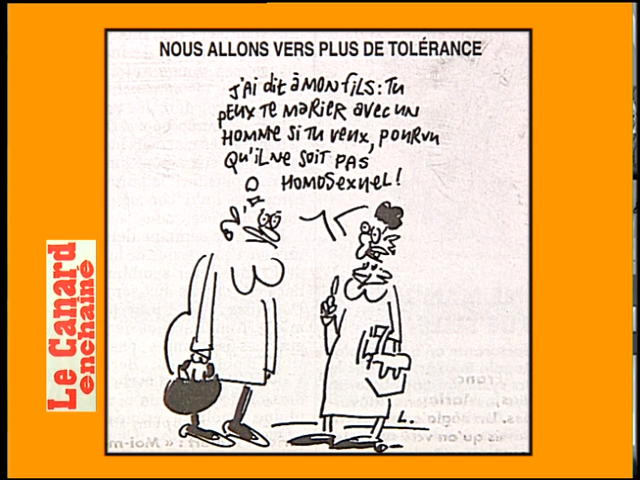 NOUS ALLONS VERS PLUS DE TOLÉRANCE
J'AI dit à MON fiLS : TU
pEUX TE MARIER avec UN
HOMME Si TU VEUX, POURVU
QU'iL NE SOIT PAS
HOMOSEXUEL !
L.
Le Canard
enchaîné